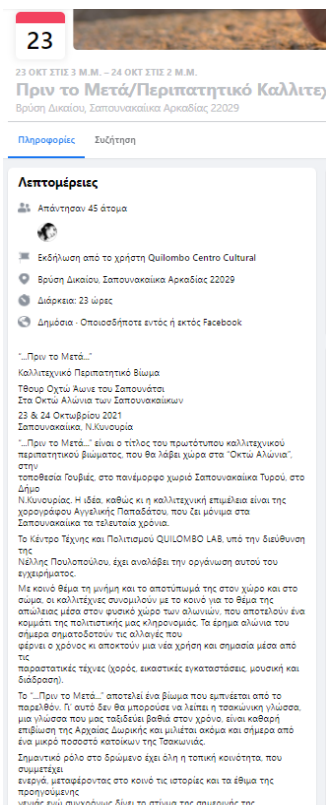 23
23 ΟΚΤ ΣΤΙΣ 3 Μ.Μ. – 24 ΟΚΤ ΣΤΙΣ 2 Μ.Μ.
Πριν το Μετά/Περιπατητικό Καλλιτεχ
Βρύση Δικαίου, Σαπουνακαίικα Αρκαδίας 22029
Πληροφορίες Συζήτηση
Λεπτομέρειες
Απάντησαν 45 άτομα
Εκδήλωση από το χρήστη Quilombo Centro Cultural
Βρύση Δικαίου, Σαπουνακαίικα Αρκαδίας 22029
Διάρκεια: 23 ώρες
Δημόσια · Οποιοσδήποτε εντός ή εκτός Facebook
"...Πριν το Μετά..."
Καλλιτεχνικό Περιπατητικό Βίωμα
Τθουρ Οχτώ Άωνε του Σαπουνάτσι
Στα Οκτώ Αλώνια των Σαπουνακαίικων
23 & 24 Οκτωβρίου 2021
Σαπουνακαίικα, Ν.Κυνουρία
"...Πριν το Μετά..." είναι ο τίτλος του πρωτότυπου καλλιτεχνικού
περιπατητικού βιώματος, που θα λάβει χώρα στα "Οκτώ Αλώνια",
στην
τοποθεσία Γουβιές, στο πανέμορφο χωριό Σαπουνακαίικα Τυρού, στο
Δήμο
Ν.Κυνουρίας. Η ιδέα, καθώς κι η καλλιτεχνική επιμέλεια είναι της
χορογράφου Αγγελικής Παπαδάτου, που ζει μόνιμα στα
Σαπουνακαίικα τα τελευταία χρόνια.
Το Κέντρο Τέχνης και Πολιτισμού QUILOMBO LAB, υπό την διεύθυνση
της
Νέλλης Πουλοπούλου, έχει αναλάβει την οργάνωση αυτού του
εγχειρήματος.
Με κοινό θέμα τη μνήμη και το αποτύπωμά της στον χώρο και στο
σώμα, οι καλλιτέχνες συνομιλούν με το κοινό για το θέμα της
απώλειας μέσα στον φυσικό χώρο των αλωνιών, που αποτελούν ένα
κομμάτι της πολιτιστικής μας κληρονομιάς. Τα έρημα αλώνια του
σήμερα σηματοδοτούν τις αλλαγές που
φέρνει ο χρόνος κι αποκτούν μια νέα χρήση και σημασία μέσα από
τις
παραστατικές τέχνες (χορός, εικαστικές εγκαταστάσεις, μουσική και
διάδραση).
Το "...Πριν το Μετά..." αποτελεί ένα βίωμα που εμπνέεται από το
παρελθόν. Γι' αυτό δεν θα μπορούσε να λείπει η τσακώνικη γλώσσα,
μια γλώσσα που μας ταξιδεύει βαθιά στον χρόνο, είναι καθαρή
επιβίωση της Αρχαίας Δωρικής και μιλιέται ακόμα και σήμερα από
ένα μικρό ποσοστό κατοίκων της Τσακωνιάς.
Σημαντικό ρόλο στο δρώμενο έχει όλη η τοπική κοινότητα, που
συμμετέχει
ενεργά, μεταφέροντας στο κοινό τις ιστορίες και τα έθιμα της
προηγούμενης
γενιάς ενώ συγχρόνως δίνει το στίγμα της σημερινής της